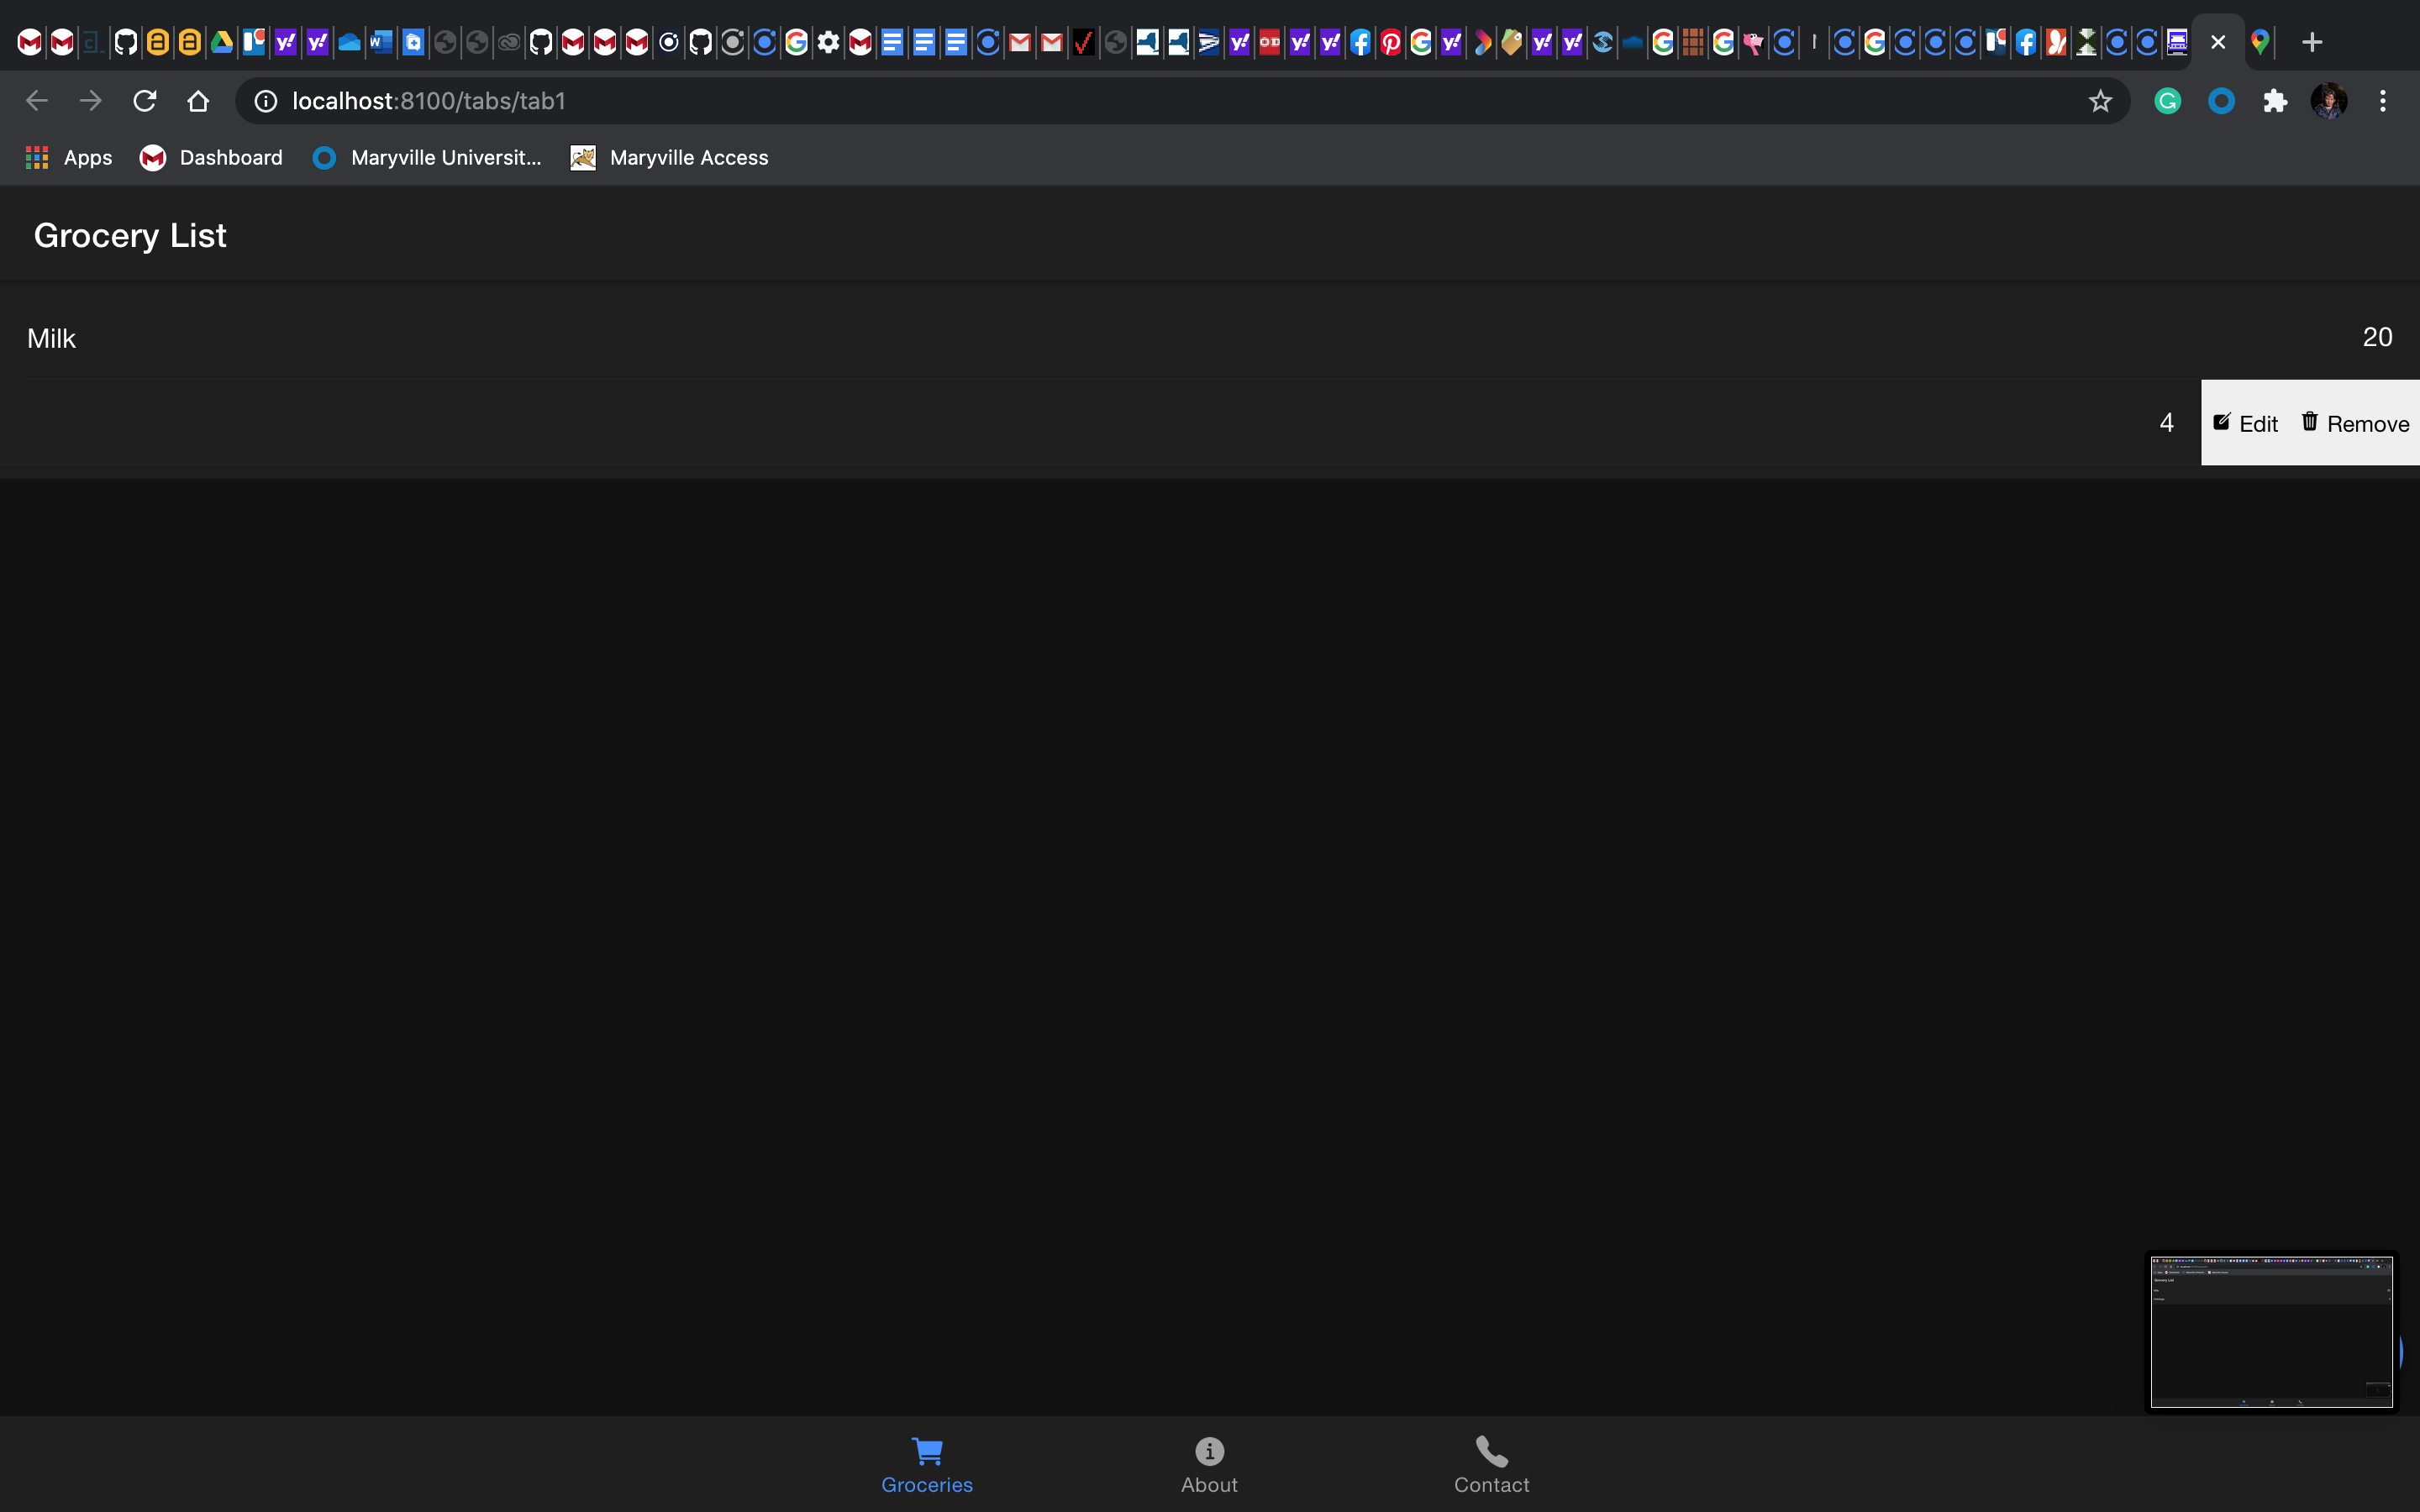 localhost:8100/tabs/tab1
Apps Dashboard Maryville Universit... Maryville Access
Grocery List
Milk 20
4 Edit Remove
Groceries About Contact